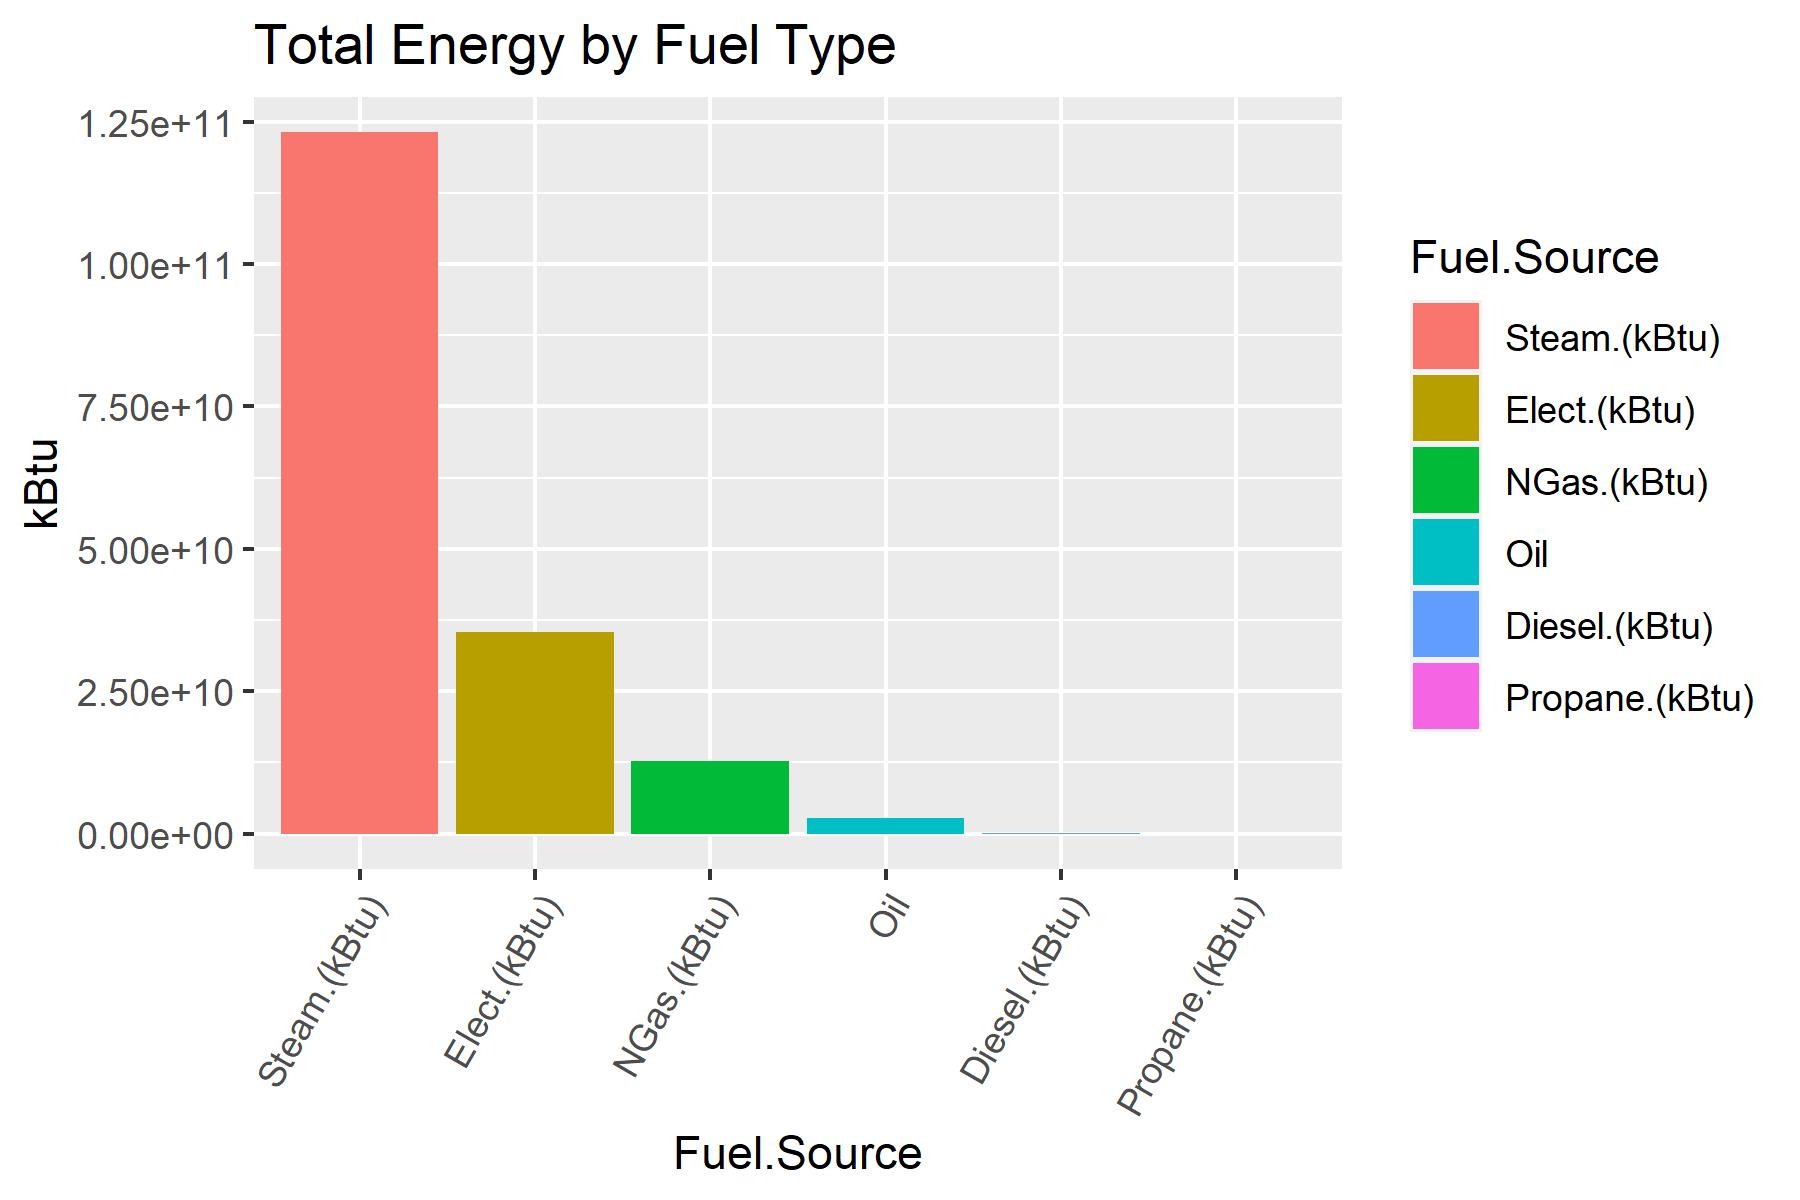 Total Energy by Fuel Type
kBtu
1.25e+11
1.00e+11
7.50e+10
5.00e+10
2.50e+10
0.00e+00
Steam.(kBtu)
Elect.(kBtu)
NGas.(kBtu)
Oil
Diesel.(kBtu)
Propane.(kBtu)
Fuel.Source
Fuel.Source
Steam.(kBtu)
Elect.(kBtu)
NGas.(kBtu)
Oil
Diesel.(kBtu)
Propane.(kBtu)